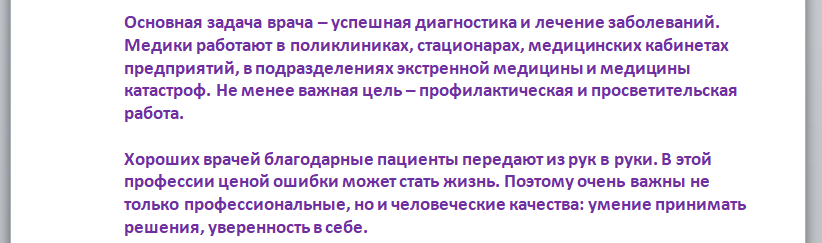 Основная задача врача – успешная диагностика и лечение заболеваний.
Медики работают в поликлиниках, стационарах, медицинских кабинетах
предприятий, в подразделениях экстренной медицины и медицины
катастроф. Не менее важная цель – профилактическая и просветительская
работа.
Хороших врачей благодарные пациенты передают из рук в руки. В этой
профессии ценой ошибки может стать жизнь. Поэтому очень важны не
только профессиональные, но и человеческие качества: умение принимать
решения, уверенность в себе.